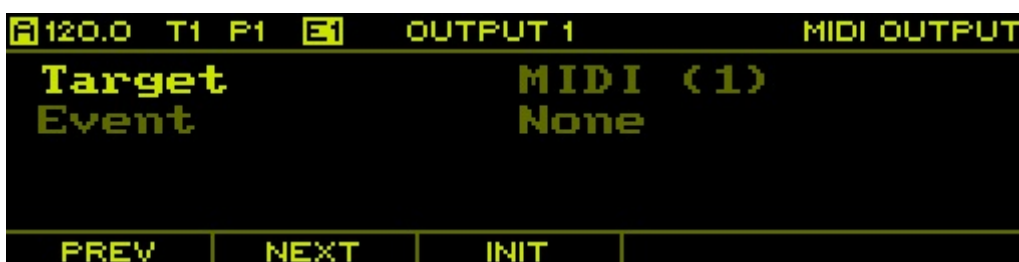 A 120.0 T1 P1 E1 OUTPUT 1 MIDI OUTPUT
Target MIDI (1)
Event None
PREV NEXT INIT